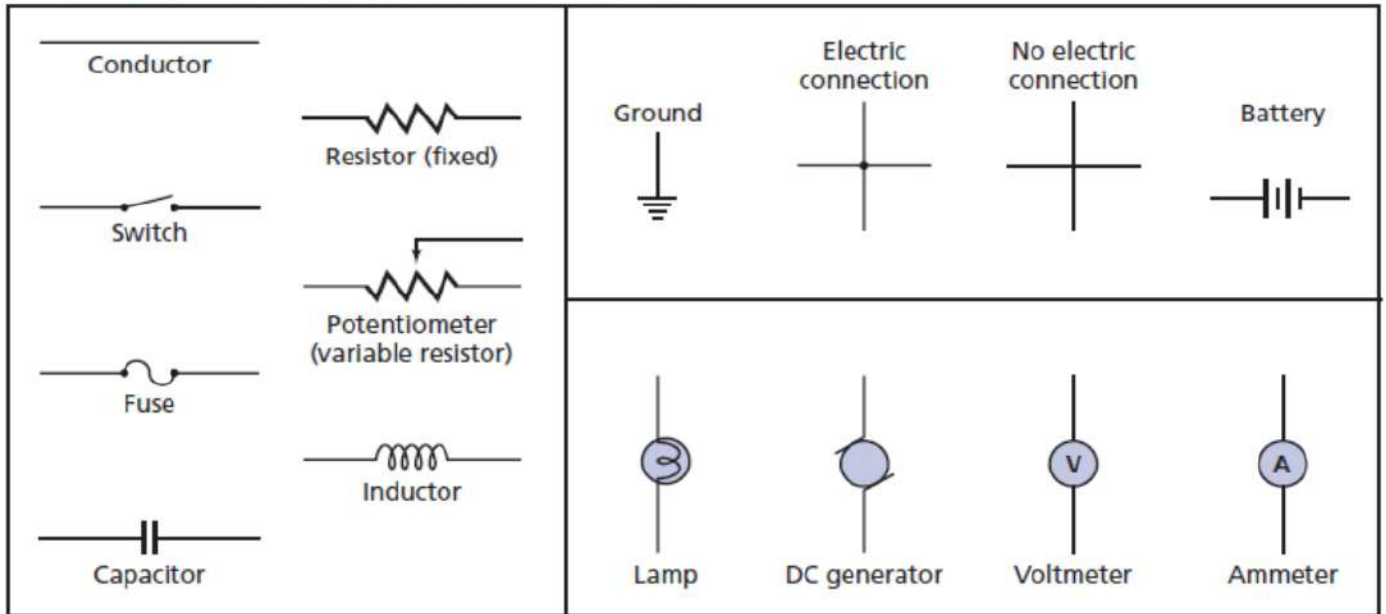 Conductor
Resistor (fixed)
Switch
Potentiometer
(variable resistor)
Fuse
Inductor
Capacitor
Ground
Electric
connection
No electric
connection
Battery
Lamp
DC generator
V
Voltmeter
A
Ammeter